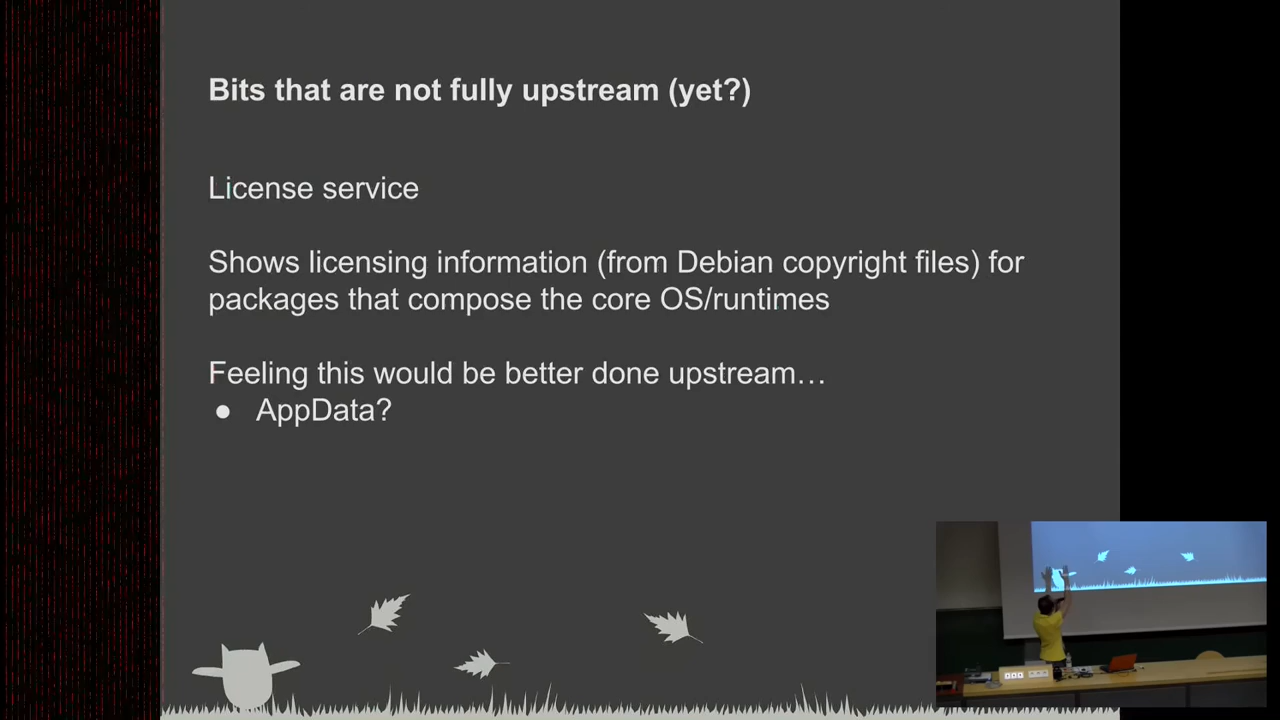 Bits that are not fully upstream (yet?)
License service
Shows licensing information (from Debian copyright files) for
packages that compose the core OS/runtimes
Feeling this would be better done upstream…
● AppData?